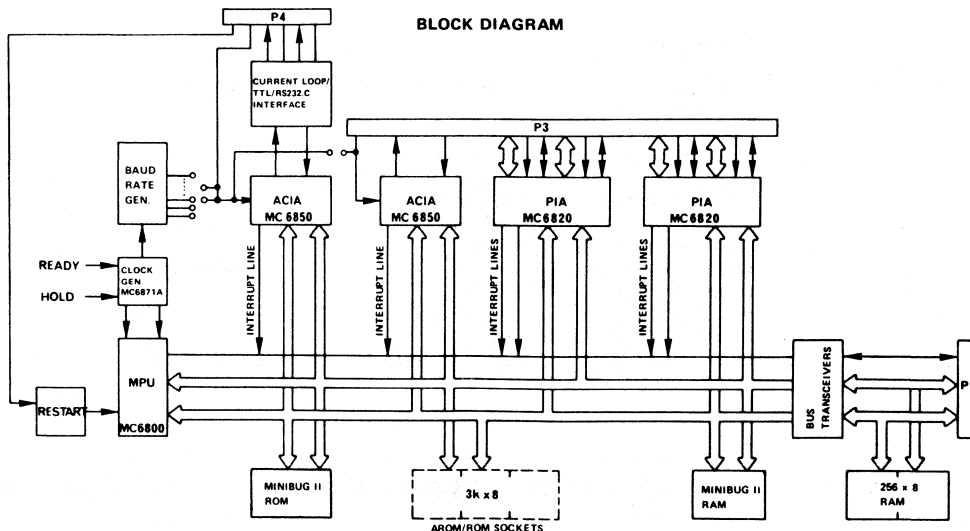 P4
BLOCK DIAGRAM
CURRENT LOOP/
TTL/RS232.C
INTERFACE
P3
BAUD
RATE
GEN.
ACIA
MC 6850
ACIA
MC 6850
PIA
MC6820
PIA
MC6820
READY
HOLD
CLOCK
GEN
MC6871A
INTERRUPT LINE
INTERRUPT LINE
INTERRUPT LINES
INTERRUPT LINES
MPU
MC6800
RESTART
BUS
TRANSCEIVERS
P
MINIBUG II
ROM
3k x 8
AROM/ROM SOCKETS
MINIBUG II
RAM
256 x 8
RAM